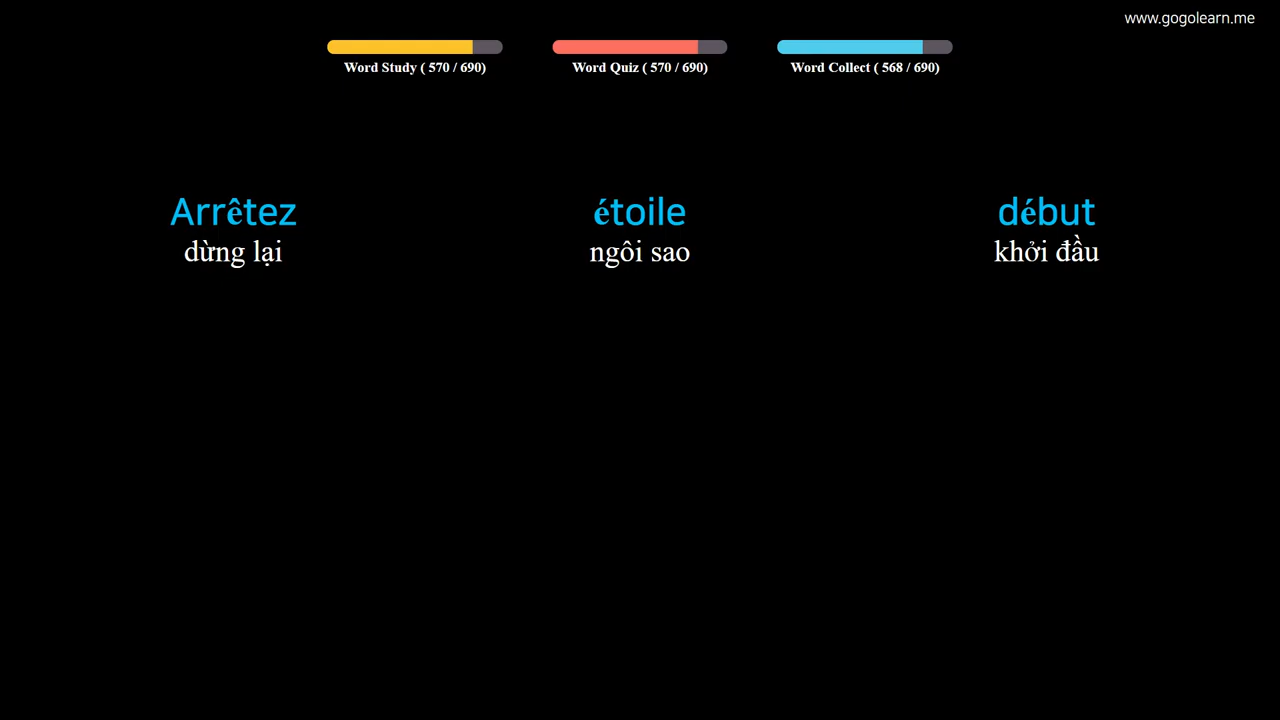 www.gogolearn.me
Word Study ( 570 / 690)
Word Quiz ( 570 / 690)
Word Collect ( 568 / 690)
Arrêtez
dừng lại
étoile
ngôi sao
début
khởi đầu